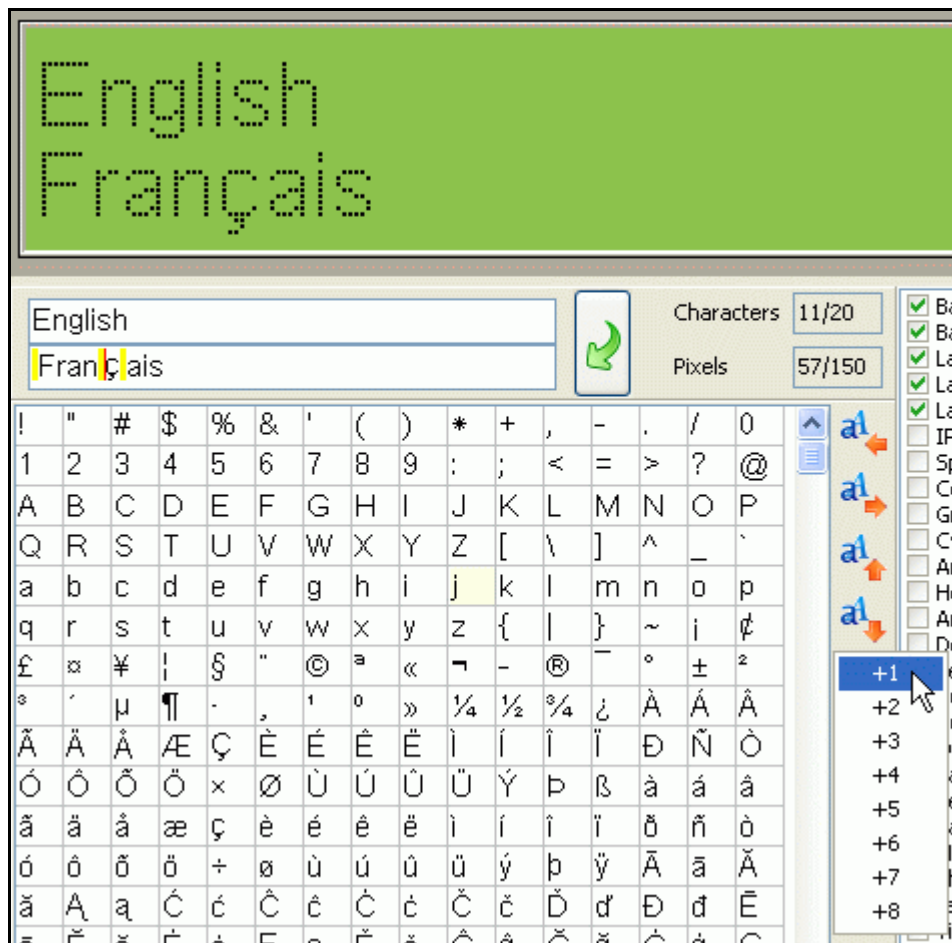 English
Français
English
Français
Characters 11/20
Pixels 57/150
! " # $ % & ' ( ) * + , - . / 0
1 2 3 4 5 6 7 8 9 : ; < = > ? @
A B C D E F G H I J K L M N O P
Q R S T U V W X Y Z [ \ ] ^ _ `
a b c d e f g h i j k l m n o p
q r s t u v w x y z { | } ~ ¡ ¢
£ ¤ ¥ ¦ § ¨ © ª « ¬ - ® ¯ ° ± ²
³ ´ µ ¶ · ¸ ¹ º » ¼ ½ ¾ ¿ À Á Â
Ã Ä Å Æ Ç È É Ê Ë Ì Í Î Ï Ð Ñ Ò
Ó Ô Õ Ö × Ø Ù Ú Û Ü Ý Þ ß à á â
ã ä å æ ç è é ê ë ì í î ï ð ñ ò
ó ô õ ö ÷ ø ù ú û ü ý þ ÿ Ā ā Ă
ă Ą ą Ć ć Ĉ ĉ Ċ ċ Č č Ď ď Đ đ Ē
+1
+2
+3
+4
+5
+6
+7
+8